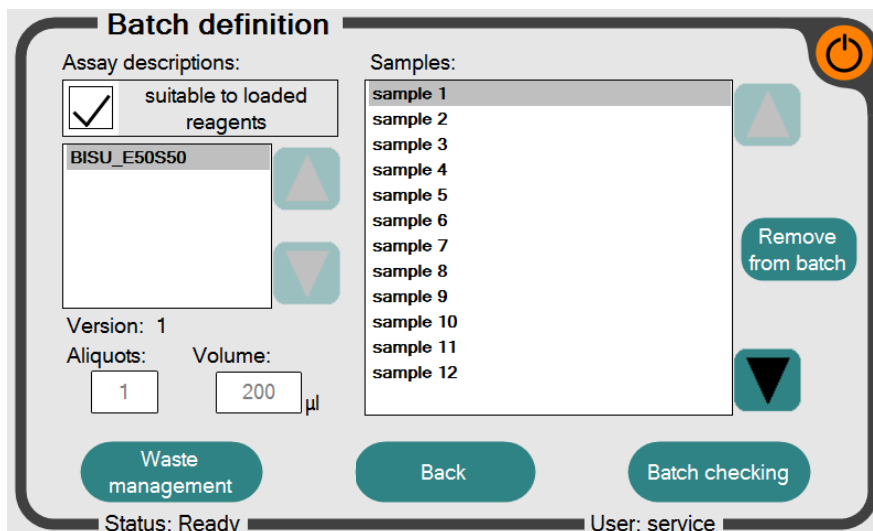 Batch definition
Assay descriptions:
suitable to loaded
reagents
BISU_E50S50
Version: 1
Aliquots: Volume:
1 200 µl
Samples:
sample 1
sample 2
sample 3
sample 4
sample 5
sample 6
sample 7
sample 8
sample 9
sample 10
sample 11
sample 12
Remove
from batch
Waste
management
Back
Batch checking
Status: Ready
User: service